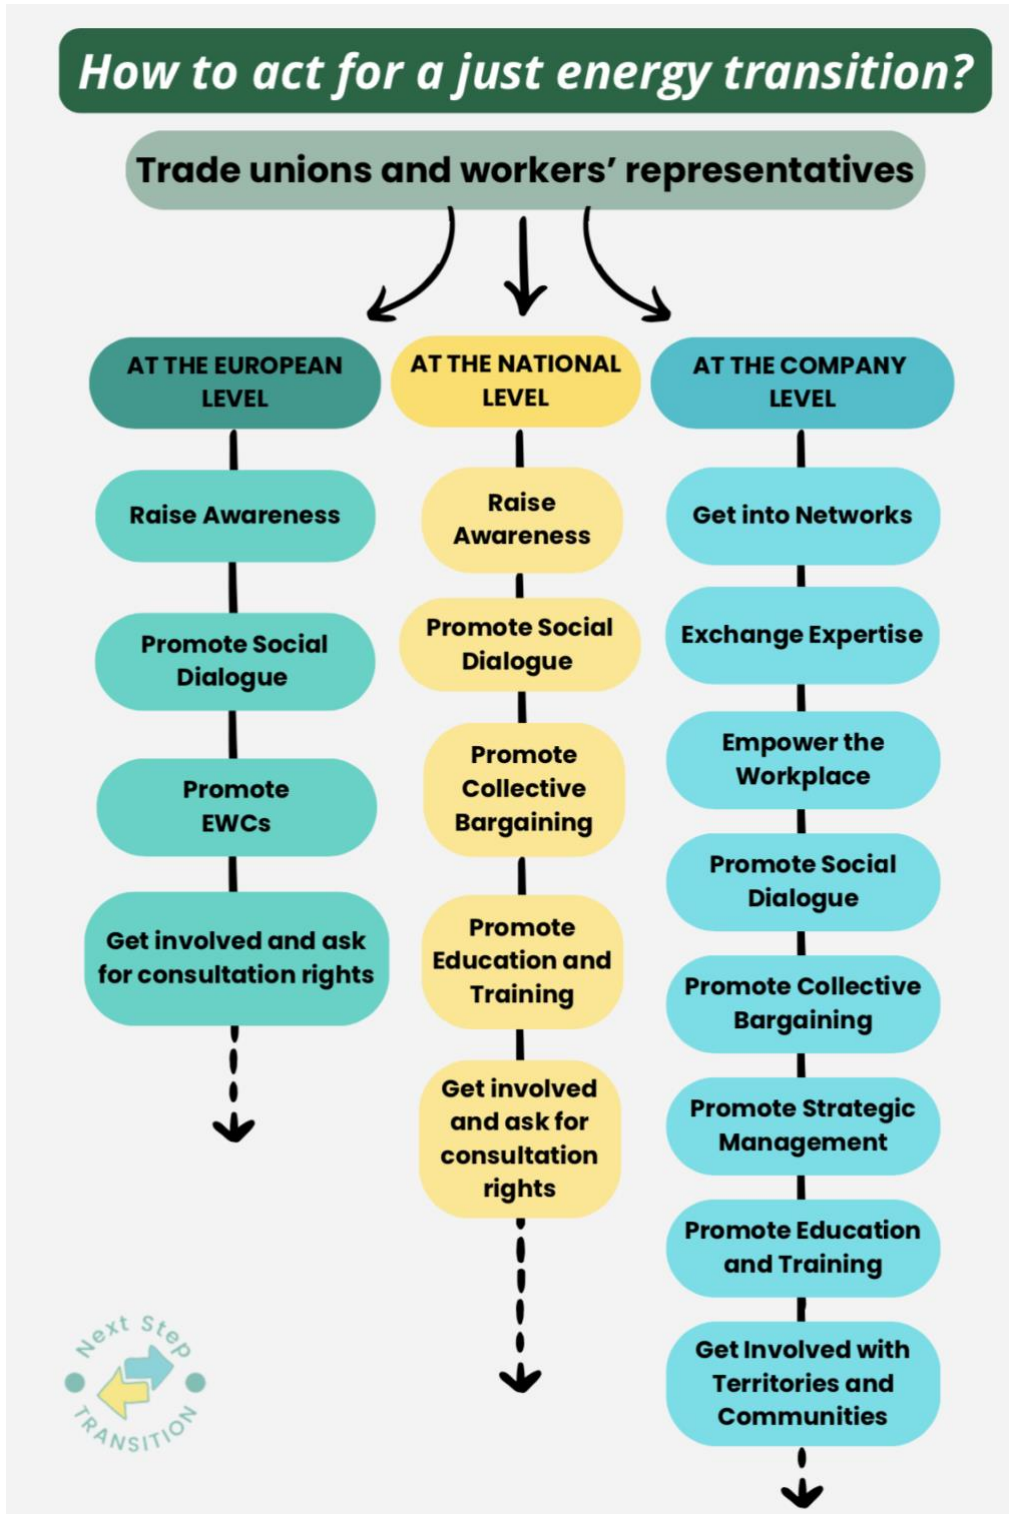 How to act for a just energy transition?
Trade unions and workers’ representatives
AT THE EUROPEAN
LEVEL
Raise Awareness
Promote Social
Dialogue
Promote
EWCs
Get involved and ask
for consultation rights
AT THE NATIONAL
LEVEL
Raise
Awareness
Promote Social
Dialogue
Promote
Collective
Bargaining
Promote
Education and
Training
Get involved
and ask for
consultation
rights
AT THE COMPANY
LEVEL
Get into Networks
Exchange Expertise
Empower the
Workplace
Promote Social
Dialogue
Promote Collective
Bargaining
Promote Strategic
Management
Promote Education
and Training
Get Involved with
Territories and
Communities
Next Step
TRANSITION